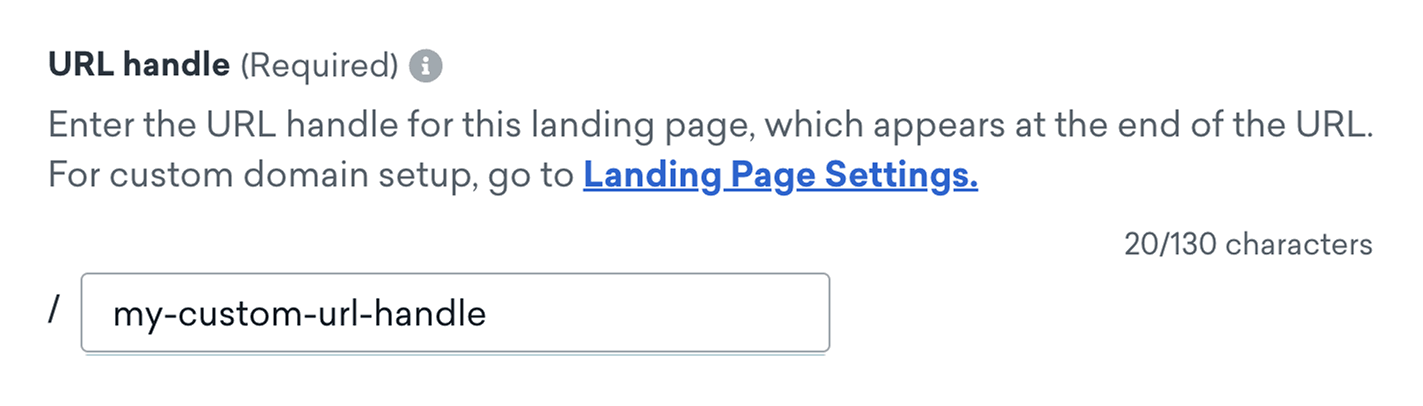 URL handle (Required)
Enter the URL handle for this landing page, which appears at the end of the URL.
For custom domain setup, go to Landing Page Settings.
20/130 characters
/ my-custom-url-handle